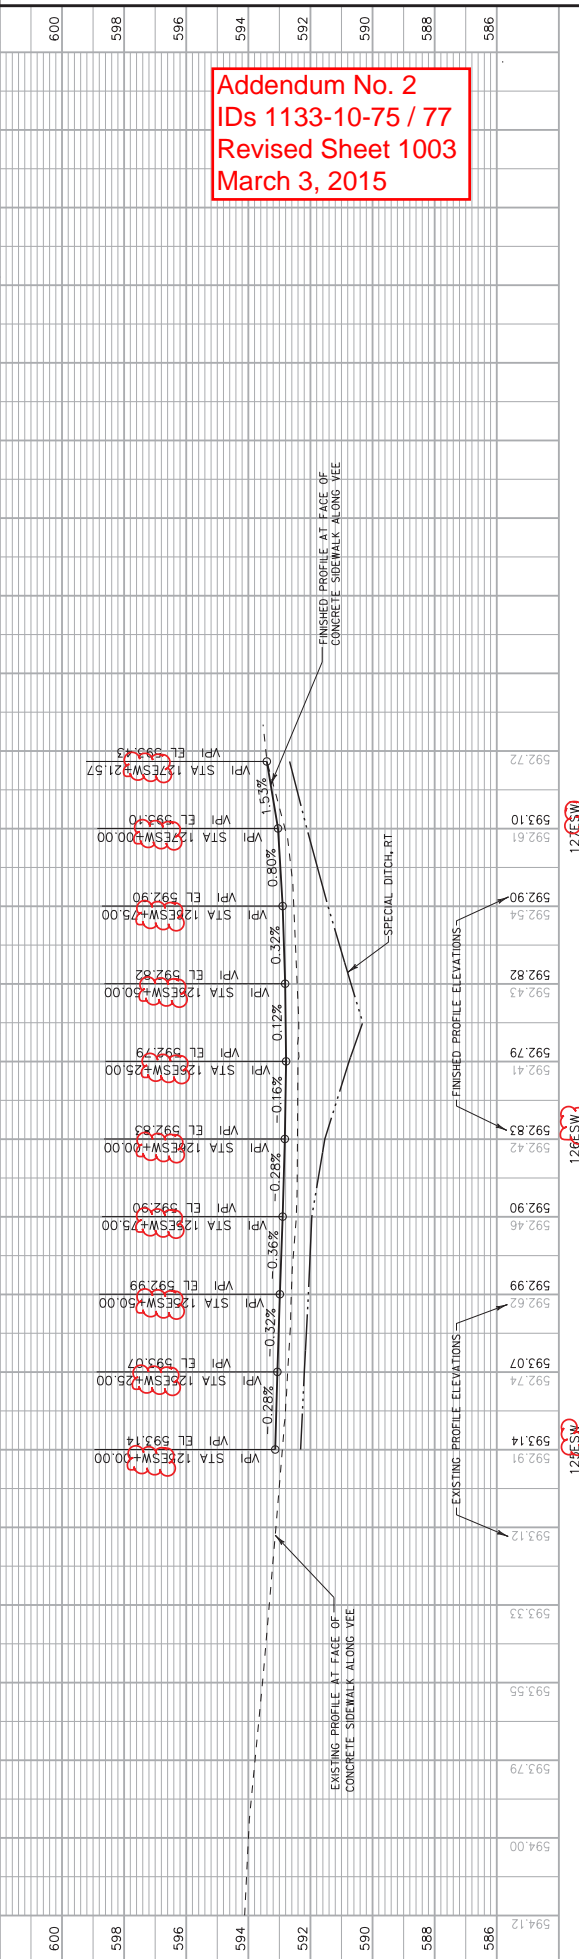 Addendum No. 2
IDs 1133-10-75 / 77
Revised Sheet 1003
March 3, 2015
600
598
596
594
592
590
588
586
FINISHED PROFILE AT FACE OF
CONCRETE SIDEWALK ALONG VEE
VPI STA 127ESW+21.57
VPI EL 593.43
1.53%
VPI STA 127ESW+00.00
VPI EL 593.10
0.80%
VPI STA 126ESW+75.00
VPI EL 592.90
0.32%
VPI STA 126ESW+50.00
VPI EL 592.82
0.12%
VPI STA 126ESW+25.00
VPI EL 592.79
-0.16%
VPI STA 126ESW+00.00
VPI EL 592.83
-0.28%
VPI STA 125ESW+75.00
VPI EL 592.90
-0.36%
VPI STA 125ESW+50.00
VPI EL 592.99
-0.32%
VPI STA 125ESW+25.00
VPI EL 593.07
-0.28%
VPI STA 125ESW+00.00
VPI EL 593.14
SPECIAL DITCH, RT
FINISHED PROFILE ELEVATIONS
EXISTING PROFILE ELEVATIONS
EXISTING PROFILE AT FACE OF
CONCRETE SIDEWALK ALONG VEE
592.72
593.10
592.61
127ESW
592.90
592.54
592.82
592.43
592.79
592.41
592.83
592.42
126ESW
592.90
592.46
592.99
592.62
593.07
592.74
593.14
592.91
125ESW
593.12
593.33
593.55
593.79
594.00
594.12
600
598
596
594
592
590
588
586